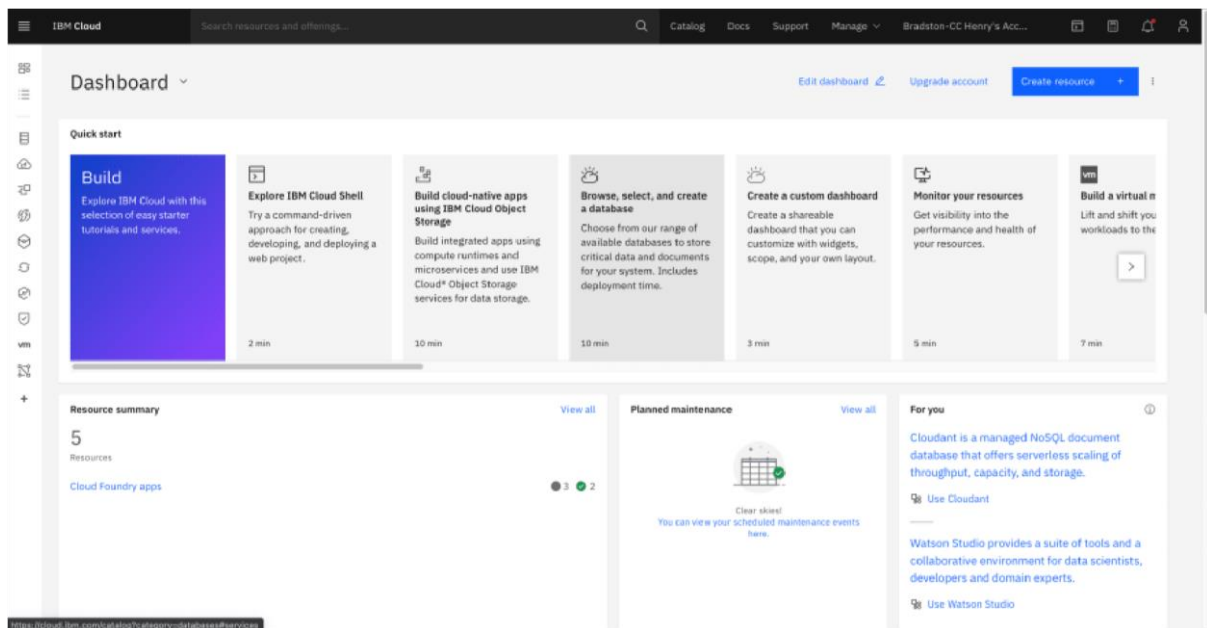 IBM Cloud
Search resources and offerings...
Catalog
Docs
Support
Manage
Bradston-CC Henry's Acc...
Dashboard
Edit dashboard
Upgrade account
Create resource +
Quick start
Build
Explore IBM Cloud with this
selection of easy starter
tutorials and services.
Explore IBM Cloud Shell
Try a command-driven
approach for creating,
developing, and deploying a
web project.
2 min
Build cloud-native apps
using IBM Cloud Object
Storage
Build integrated apps using
compute runtimes and
microservices and use IBM
Cloud® Object Storage
services for data storage.
10 min
Browse, select, and create
a database
Choose from our range of
available databases to store
critical data and documents
for your system. Includes
deployment time.
10 min
Create a custom dashboard
Create a shareable
dashboard that you can
customize with widgets,
scope, and your own layout.
3 min
Monitor your resources
Get visibility into the
performance and health of
your resources.
5 min
vm
Build a virtual m
Lift and shift you
workloads to the
7 min
vm
Resource summary
View all
5
Resources
Cloud Foundry apps
3 2
Planned maintenance
View all
Clear skies!
You can view your scheduled maintenance events
here.
For you
Cloudant is a managed NoSQL document
database that offers serverless scaling of
throughput, capacity, and storage.
Use Cloudant
Watson Studio provides a suite of tools and a
collaborative environment for data scientists,
developers and domain experts.
Use Watson Studio
https://cloud.ibm.com/catalog?category=databases#services